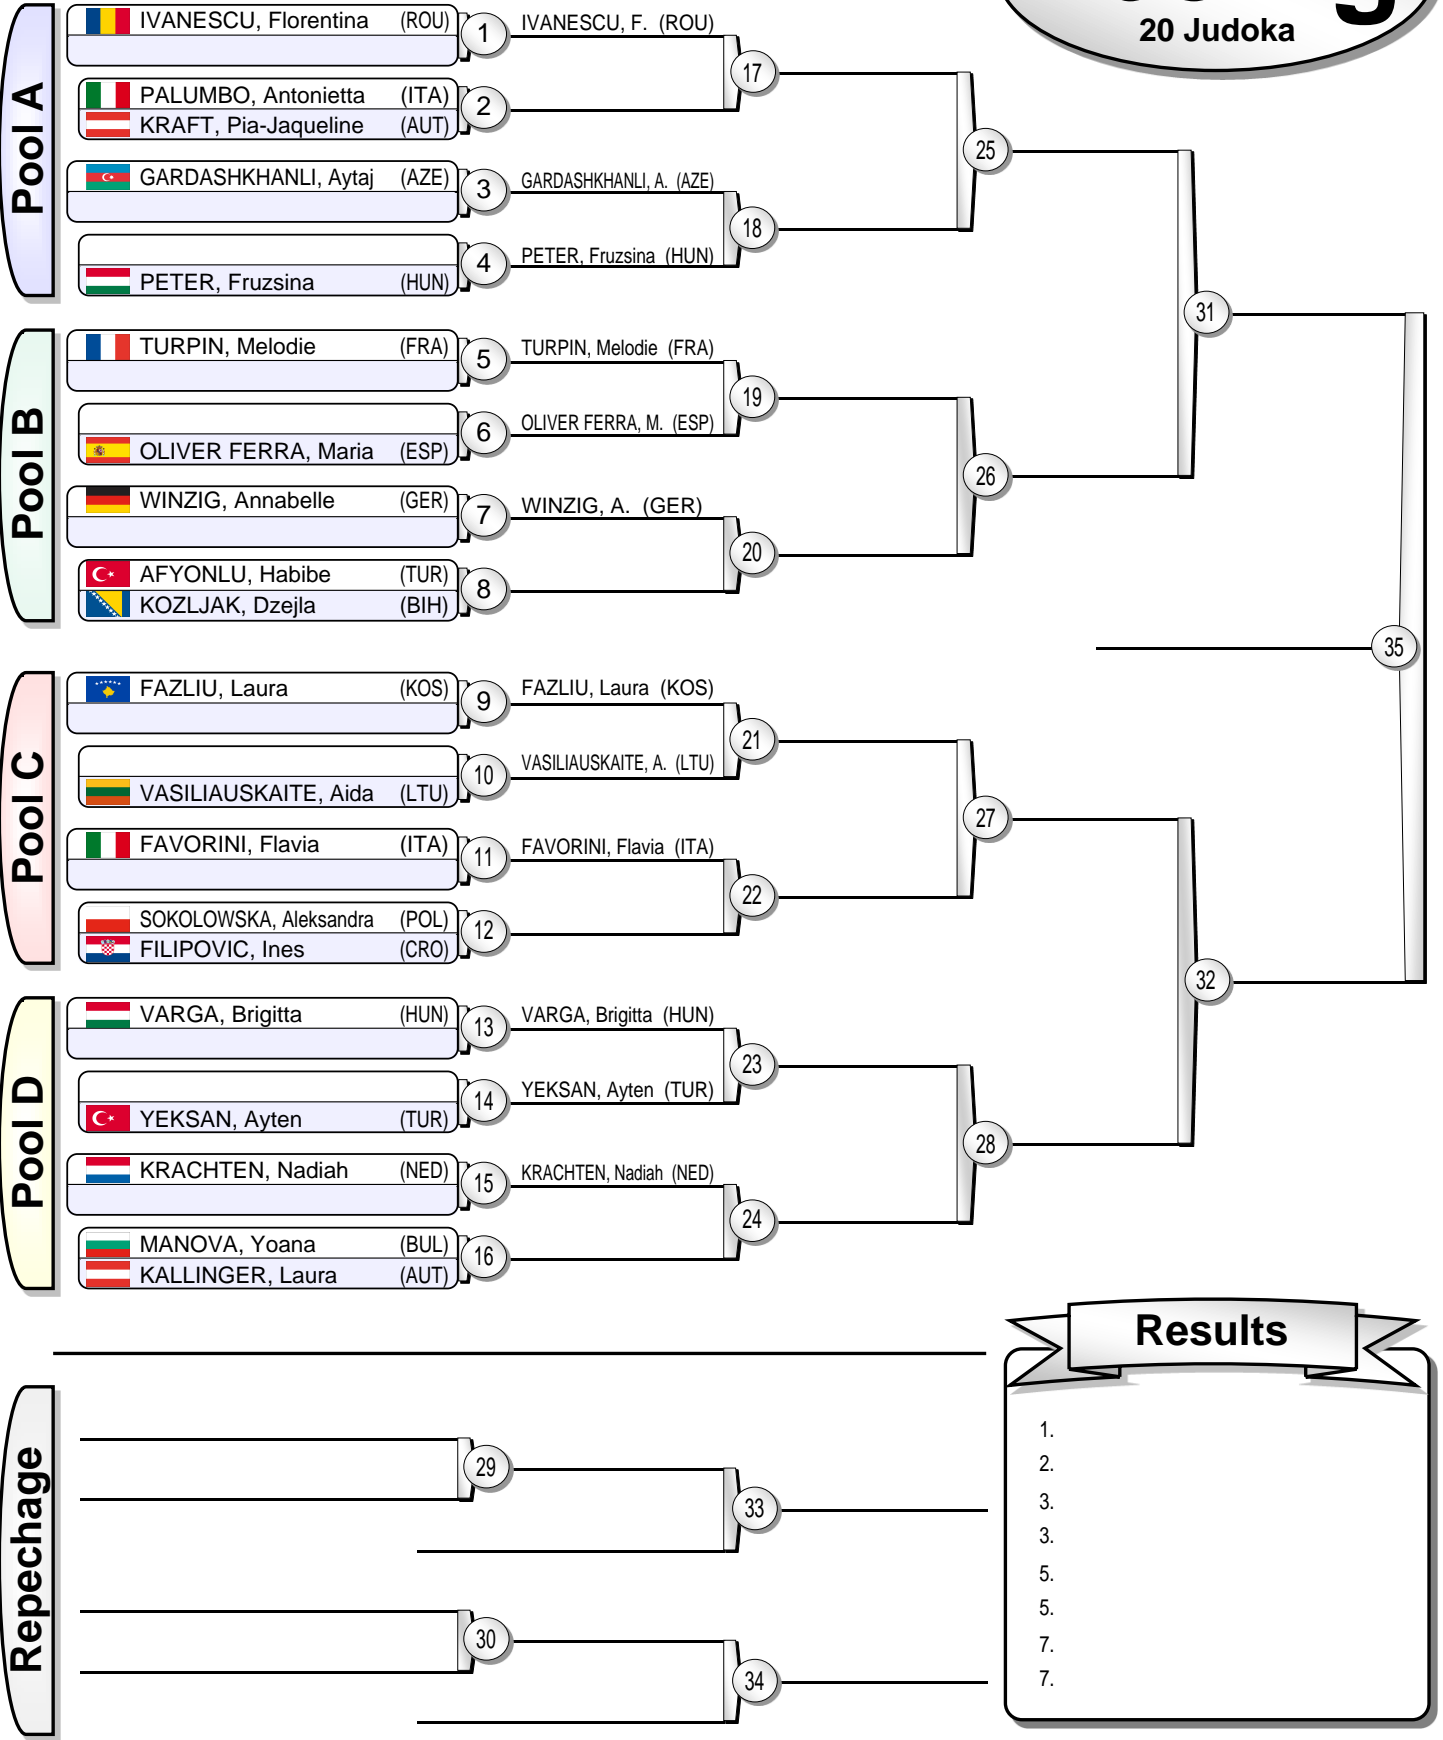 20 Judoka
Pool A
IVANESCU, Florentina (ROU)
1
IVANESCU, F. (ROU)
17
PALUMBO, Antonietta (ITA)
KRAFT, Pia-Jaqueline (AUT)
2
25
GARDASHKHANLI, Aytaj (AZE)
3
GARDASHKHANLI, A. (AZE)
18
4
PETER, Fruzsina (HUN)
PETER, Fruzsina (HUN)
31
Pool B
TURPIN, Melodie (FRA)
5
TURPIN, Melodie (FRA)
19
6
OLIVER FERRA, M. (ESP)
OLIVER FERRA, Maria (ESP)
26
WINZIG, Annabelle (GER)
7
WINZIG, A. (GER)
20
AFYONLU, Habibe (TUR)
KOZLJAK, Dzejla (BIH)
8
35
Pool C
FAZLIU, Laura (KOS)
9
FAZLIU, Laura (KOS)
21
10
VASILIAUSKAITE, A. (LTU)
VASILIAUSKAITE, Aida (LTU)
27
FAVORINI, Flavia (ITA)
11
FAVORINI, Flavia (ITA)
22
SOKOLOWSKA, Aleksandra (POL)
FILIPOVIC, Ines (CRO)
12
32
Pool D
VARGA, Brigitta (HUN)
13
VARGA, Brigitta (HUN)
23
14
YEKSAN, Ayten (TUR)
YEKSAN, Ayten (TUR)
28
KRACHTEN, Nadiah (NED)
15
KRACHTEN, Nadiah (NED)
24
MANOVA, Yoana (BUL)
KALLINGER, Laura (AUT)
16
Repechage
29
33
30
34
Results
1.
2.
3.
3.
5.
5.
7.
7.